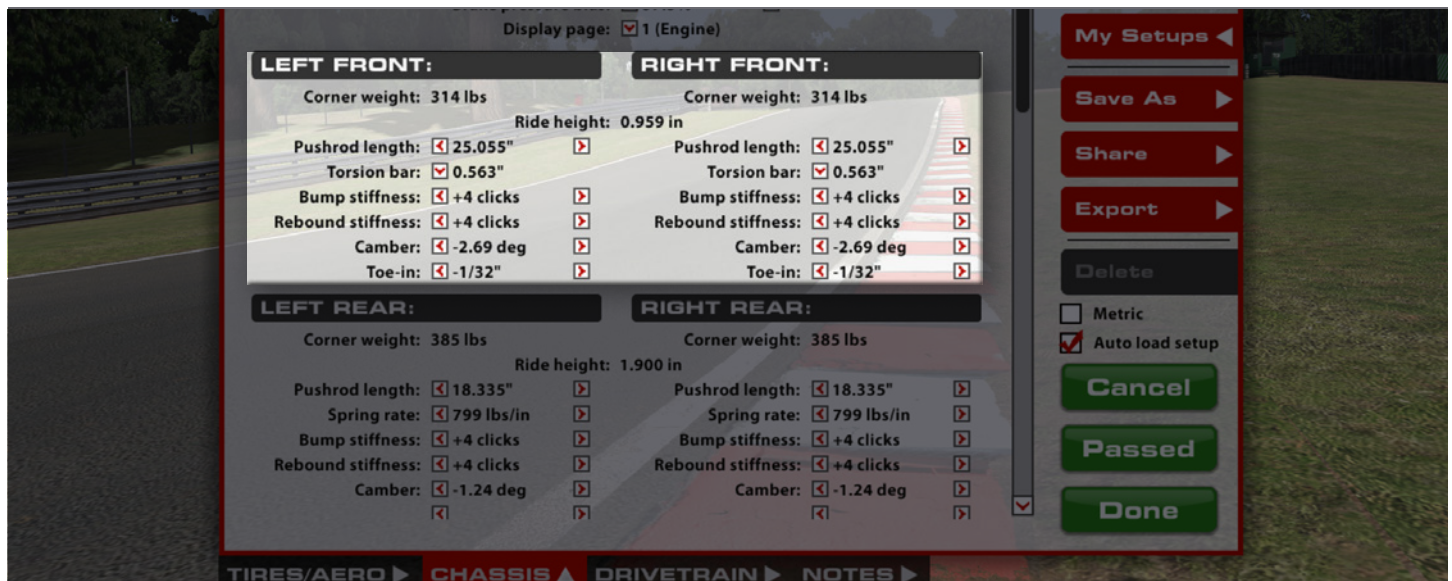 Display page: 1 (Engine)
LEFT FRONT: RIGHT FRONT:
Corner weight: 314 lbs Corner weight: 314 lbs
Ride height: 0.959 in
Pushrod length: 25.055" Pushrod length: 25.055"
Torsion bar: 0.563" Torsion bar: 0.563"
Bump stiffness: +4 clicks Bump stiffness: +4 clicks
Rebound stiffness: +4 clicks Rebound stiffness: +4 clicks
Camber: -2.69 deg Camber: -2.69 deg
Toe-in: -1/32" Toe-in: -1/32"
LEFT REAR: RIGHT REAR:
Corner weight: 385 lbs Corner weight: 385 lbs
Ride height: 1.900 in
Pushrod length: 18.335" Pushrod length: 18.335"
Spring rate: 799 lbs/in Spring rate: 799 lbs/in
Bump stiffness: +4 clicks Bump stiffness: +4 clicks
Rebound stiffness: +4 clicks Rebound stiffness: +4 clicks
Camber: -1.24 deg Camber: -1.24 deg
My Setups
Save As
Share
Export
Delete
Metric
Auto load setup
Cancel
Passed
Done
TIRES/AERO CHASSIS DRIVETRAIN NOTES